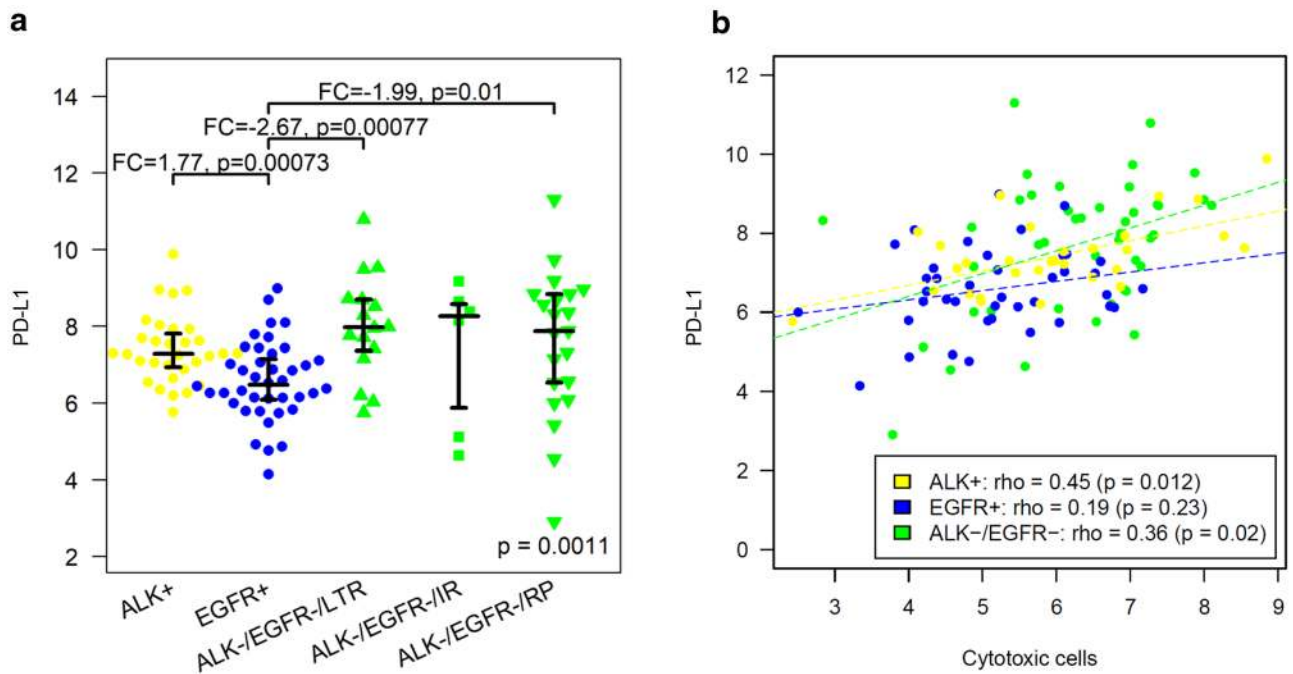 a
PD-L1
14
12
10
8
6
4
2
FC=-1.99, p=0.01
FC=-2.67, p=0.00077
FC=1.77, p=0.00073
p = 0.0011
ALK+
EGFR+
ALK-/EGFR-/LTR
ALK-/EGFR-/IR
ALK-/EGFR-/RP
b
PD-L1
12
10
8
6
4
2
0
ALK+: rho = 0.45 (p = 0.012)
EGFR+: rho = 0.19 (p = 0.23)
ALK−/EGFR−: rho = 0.36 (p = 0.02)
3 4 5 6 7 8 9
Cytotoxic cells